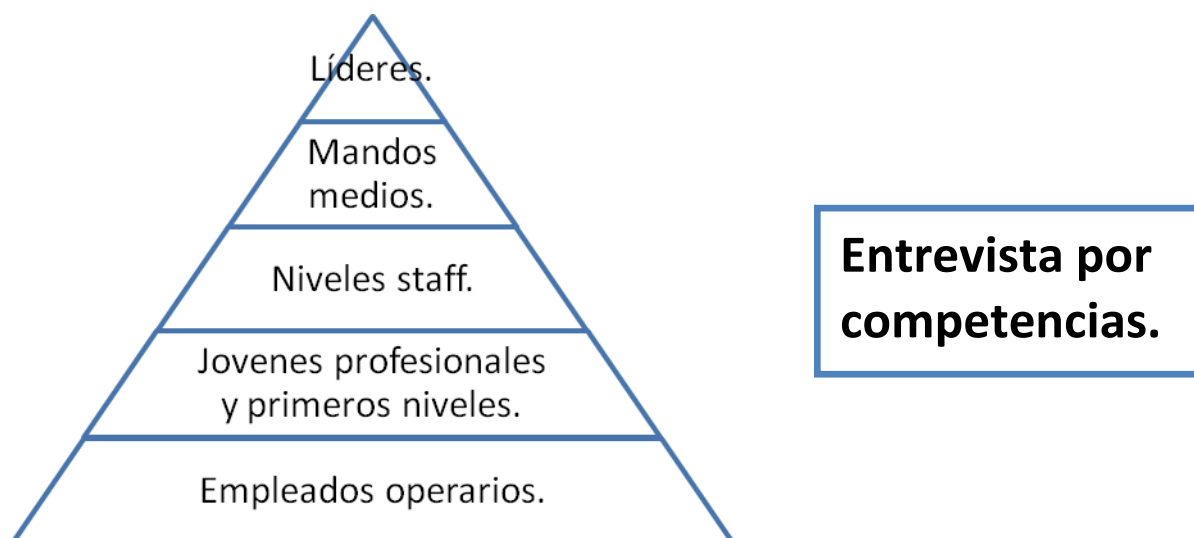 Líderes.
Mandos
medios.
Niveles staff.
Jovenes profesionales
y primeros niveles.
Empleados operarios.
Entrevista por
competencias.